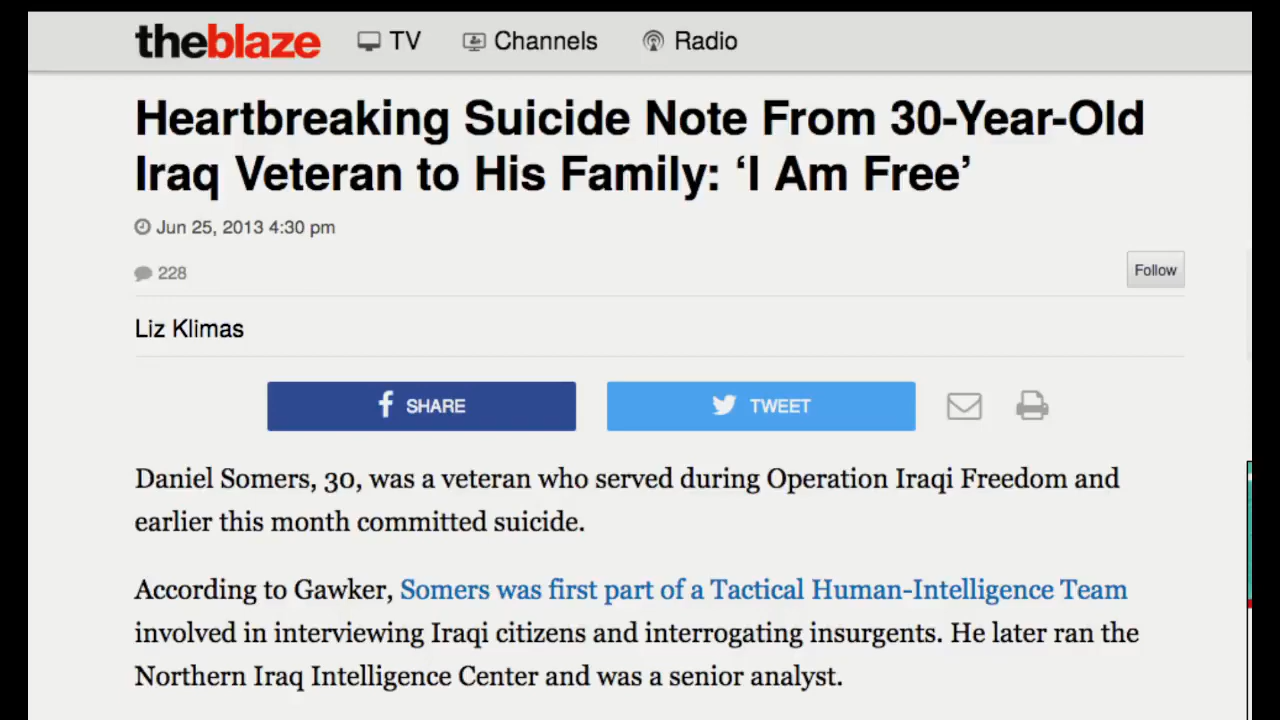 theblaze TV Channels Radio
Heartbreaking Suicide Note From 30-Year-Old
Iraq Veteran to His Family: ‘I Am Free’
Jun 25, 2013 4:30 pm
228
Follow
Liz Klimas
f SHARE TWEET
Daniel Somers, 30, was a veteran who served during Operation Iraqi Freedom and
earlier this month committed suicide.
According to Gawker, Somers was first part of a Tactical Human-Intelligence Team
involved in interviewing Iraqi citizens and interrogating insurgents. He later ran the
Northern Iraq Intelligence Center and was a senior analyst.